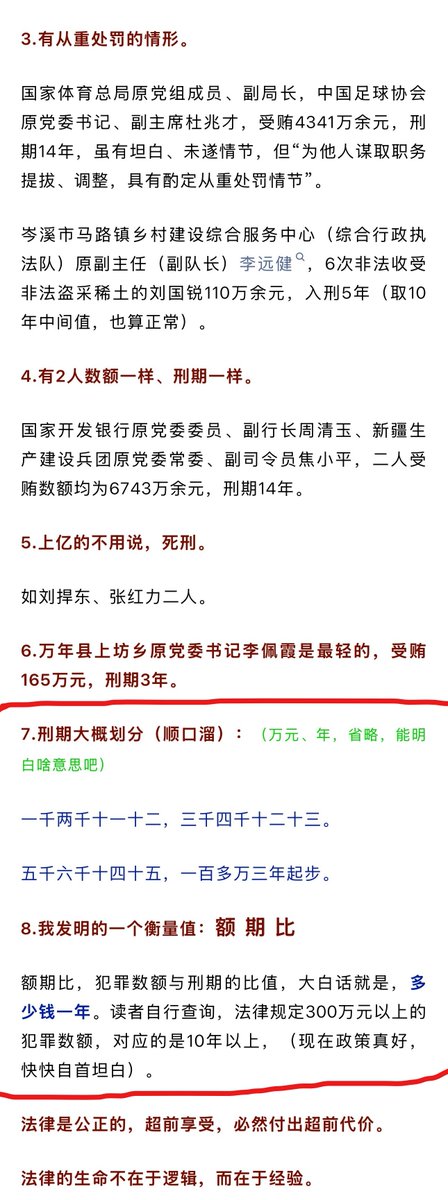 3.有从重处罚的情形。
国家体育总局原党组成员、副局长，中国足球协会
原党委书记、副主席杜兆才，受贿4341万余元，刑
期14年，虽有坦白、未遂情节，但“为他人谋取职务
提拔、调整，具有酌定从重处罚情节”。
岑溪市马路镇乡村建设综合服务中心（综合行政执
法队）原副主任（副队长）李远健，6次非法收受
非法盗采稀土的刘国锐110万余元，入刑5年（取10
年中间值，也算正常）。
4.有2人数额一样、刑期一样。
国家开发银行原党委委员、副行长周清玉、新疆生
产建设兵团原党委常委、副司令员焦小平，二人受
贿数额均为6743万余元，刑期14年。
5.上亿的不用说，死刑。
如刘捍东、张红力二人。
6.万年县上坊乡原党委书记李佩霞是最轻的，受贿
165万元，刑期3年。
7.刑期大概划分（顺口溜）：（万元、年，省略，能明
白啥意思吧）
一千两千十一十二，三千四千十二十三。
五千六千十四十五，一百多万三年起步。
8.我发明的一个衡量值：额 期 比
额期比，犯罪数额与刑期的比值，大白话就是，多
少钱一年。读者自行查询，法律规定300万元以上的
犯罪数额，对应的是10年以上，（现在政策真好，
快快自首坦白）。
法律是公正的，超前享受，必然付出超前代价。
法律的生命不在于逻辑，而在于经验。